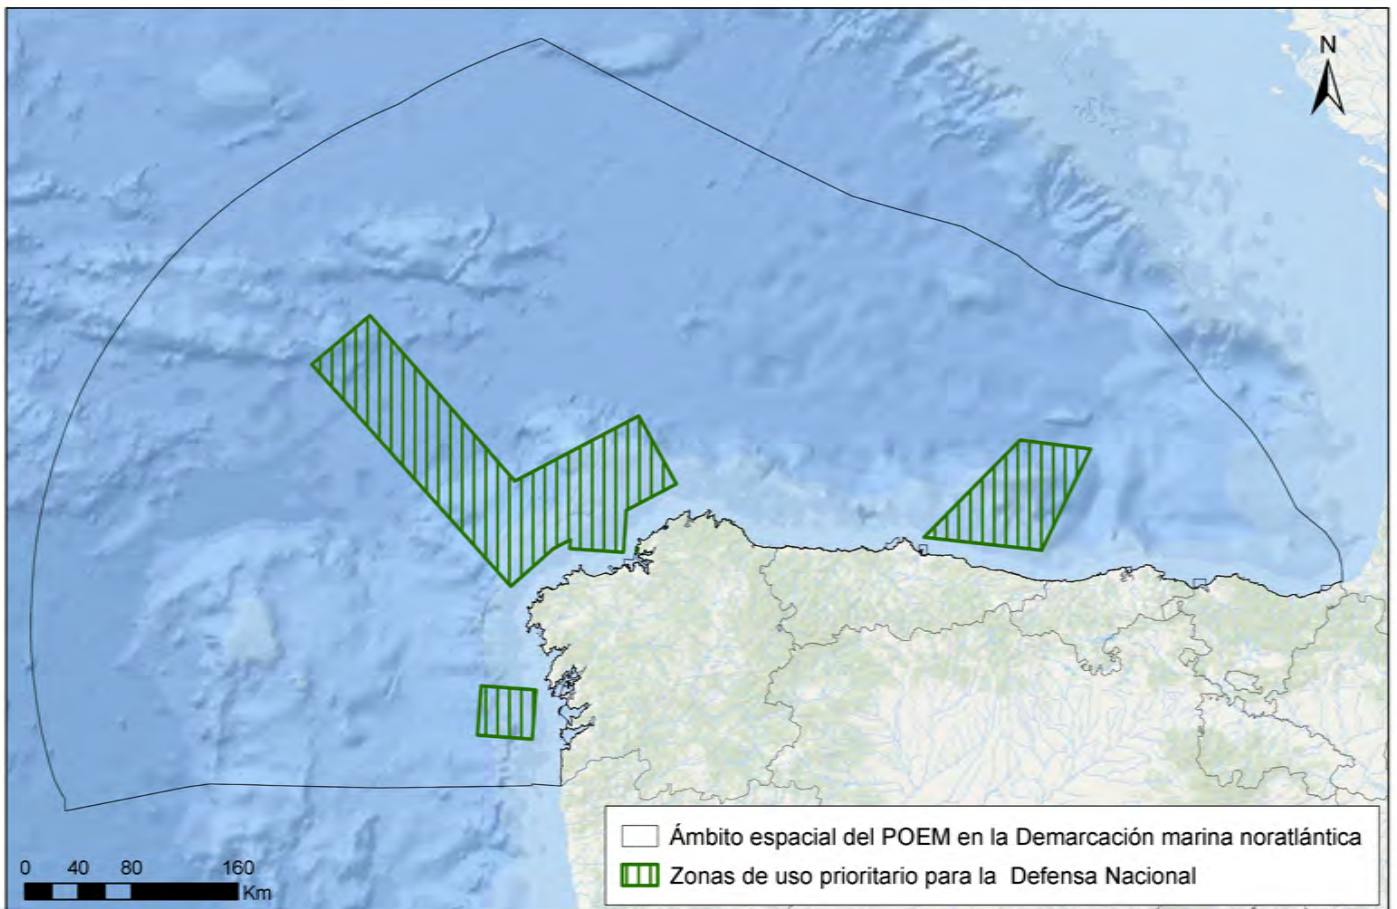 N
Ámbito espacial del POEM en la Demarcación marina noratlántica
Zonas de uso prioritario para la Defensa Nacional
0 40 80 160
Km